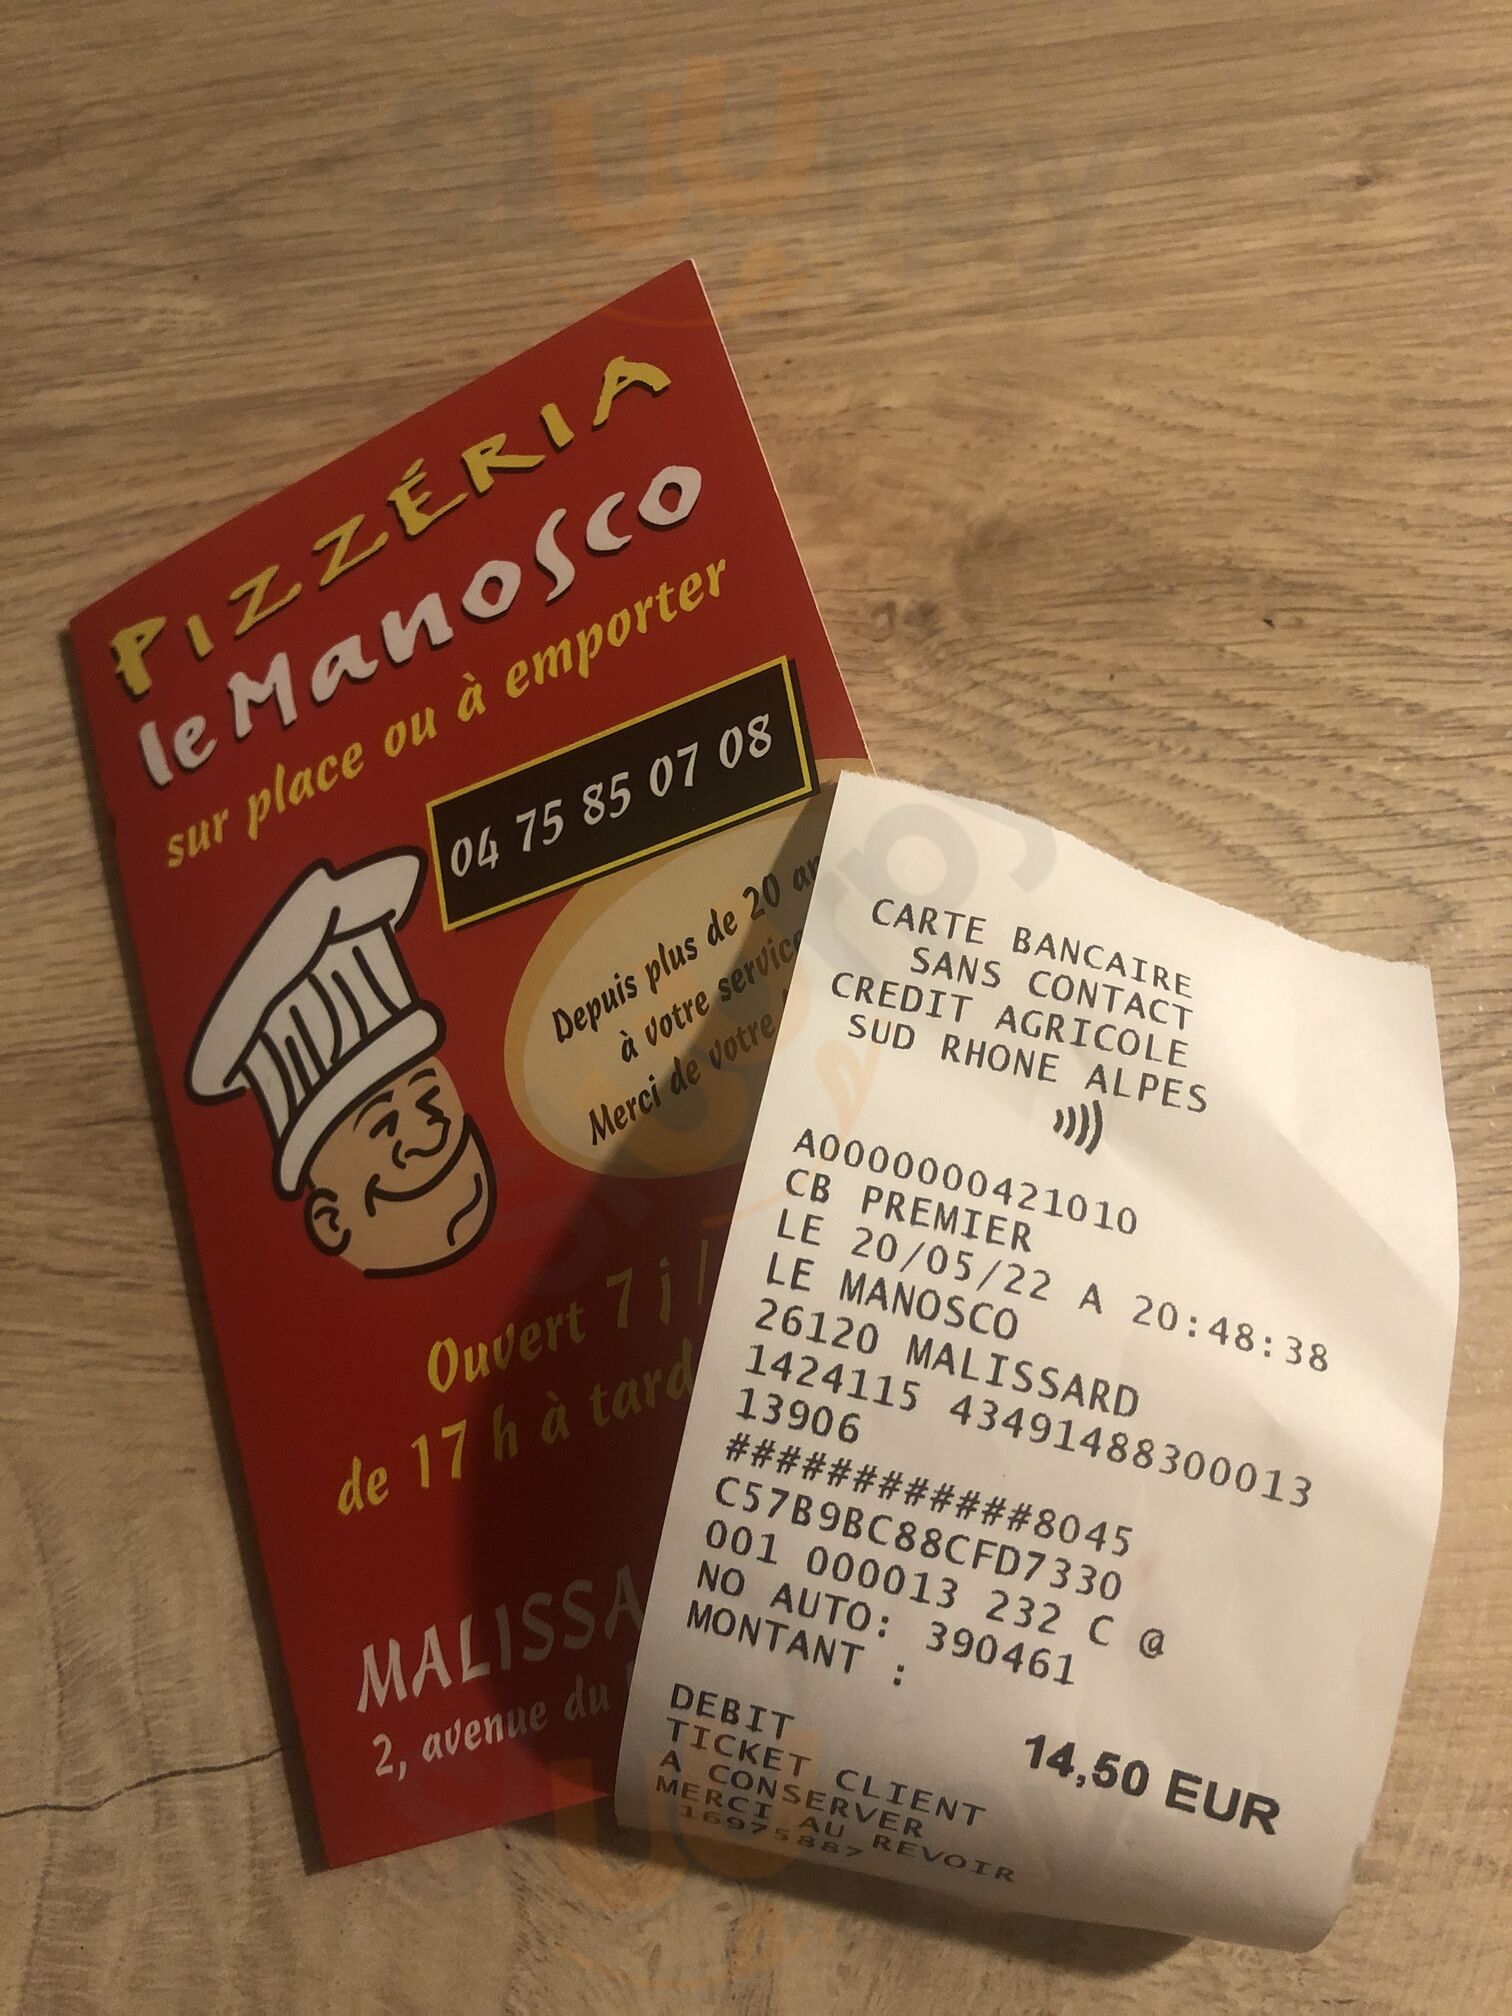 PIZZÉRIA
le Manosco
sur place ou à emporter
04 75 85 07 08
Depuis plus de 20
à votre service
Merci de votre
Ouvert 7 j /
de 17 h à tard
MALISSA
2, avenue du
CARTE BANCAIRE
SANS CONTACT
CREDIT AGRICOLE
SUD RHONE ALPES
A0000000421010
CB PREMIER
LE 20/05/22 A 20:48:38
LE MANOSCO
26120 MALISSARD
1424115 43491488300013
13906
############8045
C57B9BC88CFD7330
001 000013 232 C @
NO AUTO: 390461
MONTANT :
14,50 EUR
DEBIT
TICKET CLIENT
A CONSERVER
MERCI AU REVOIR
16975887